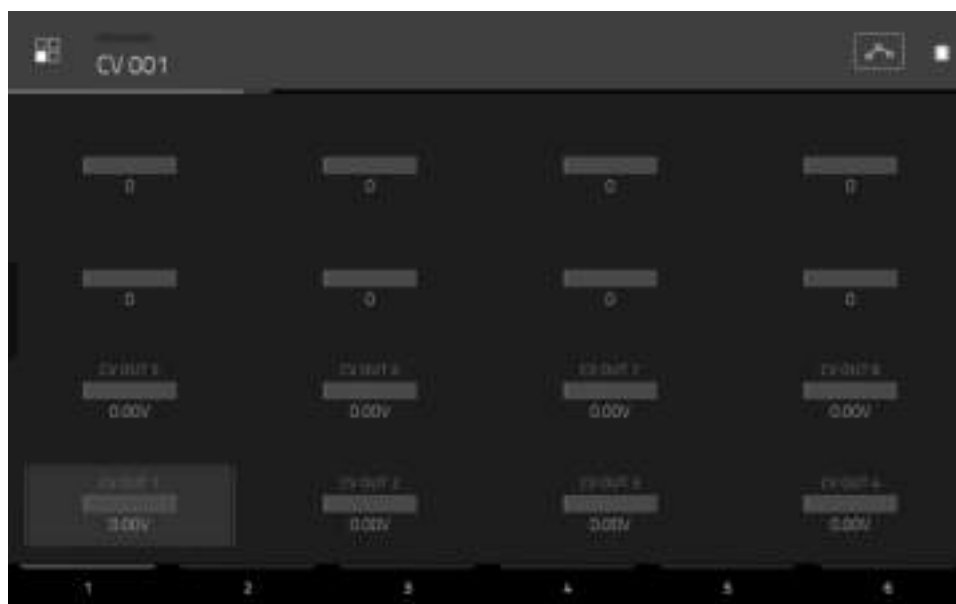 CV 001
0 0 0 0
0 0 0 0
CV OUT 5 CV OUT 6 CV OUT 7 CV OUT 8
0.00V 0.00V 0.00V 0.00V
CV OUT 1 CV OUT 2 CV OUT 3 CV OUT 4
0.00V 0.00V 0.00V 0.00V
1 2 3 4 5 6